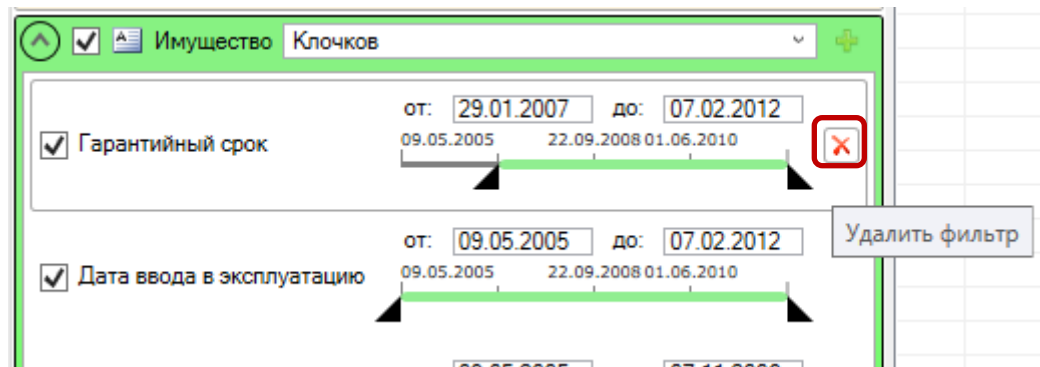 Имущество Клочков
от: 29.01.2007 до: 07.02.2012
Гарантийный срок
09.05.2005 22.09.2008 01.06.2010
Удалить фильтр
от: 09.05.2005 до: 07.02.2012
Дата ввода в эксплуатацию
09.05.2005 22.09.2008 01.06.2010